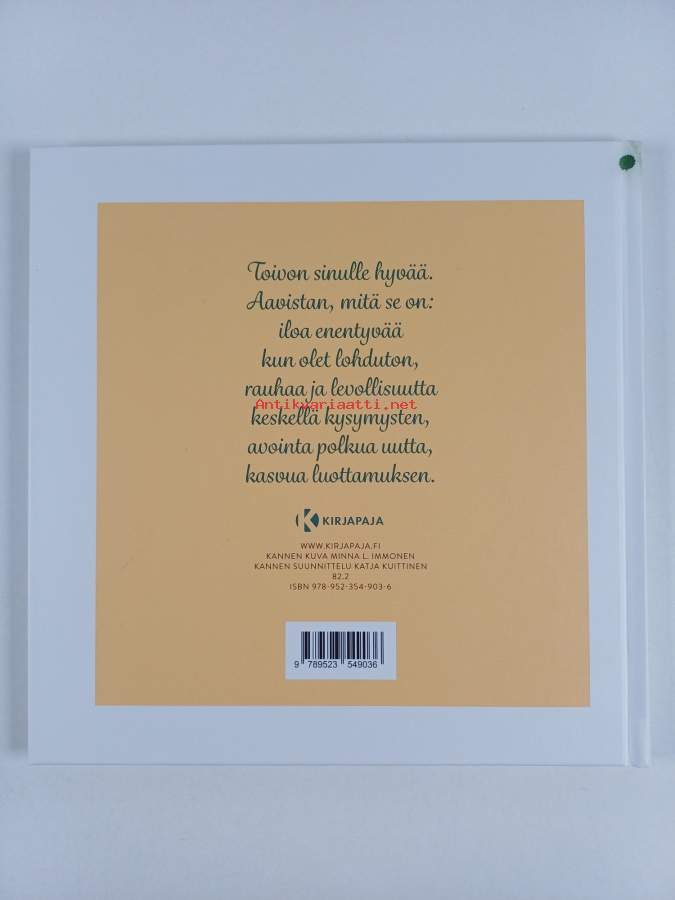 Toivon sinulle hyvää.
Aavistan, mitä se on:
iloa enentyvää
kun olet lohduton,
rauhaa ja levollisuutta
Antikvariaatti.net
keskellä kysymysten,
avointa polkua uutta,
kasvua luottamuksen.
KIRJAPAJA
WWW.KIRJAPAJA.FI
KANNEN KUVA MINNA L. IMMONEN
KANNEN SUUNNITTELU KATJA KUITTINEN
82.2
ISBN 978-952-354-903-6
9 789523 549036